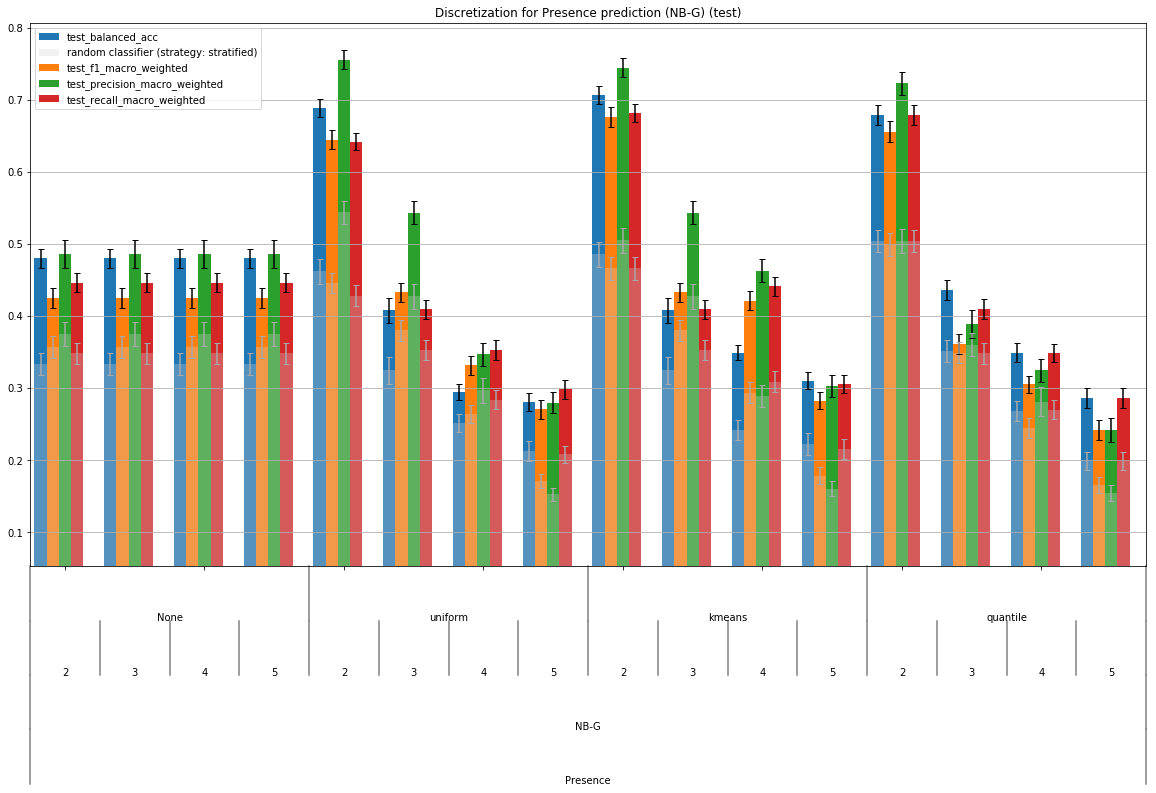 Discretization for Presence prediction (NB-G) (test)
test_balanced_acc
random classifier (strategy: stratified)
test_f1_macro_weighted
test_precision_macro_weighted
test_recall_macro_weighted
0.8
0.7
0.6
0.5
0.4
0.3
0.2
0.1
None uniform kmeans quantile
2 3 4 5 2 3 4 5 2 3 4 5 2 3 4 5
NB-G
Presence